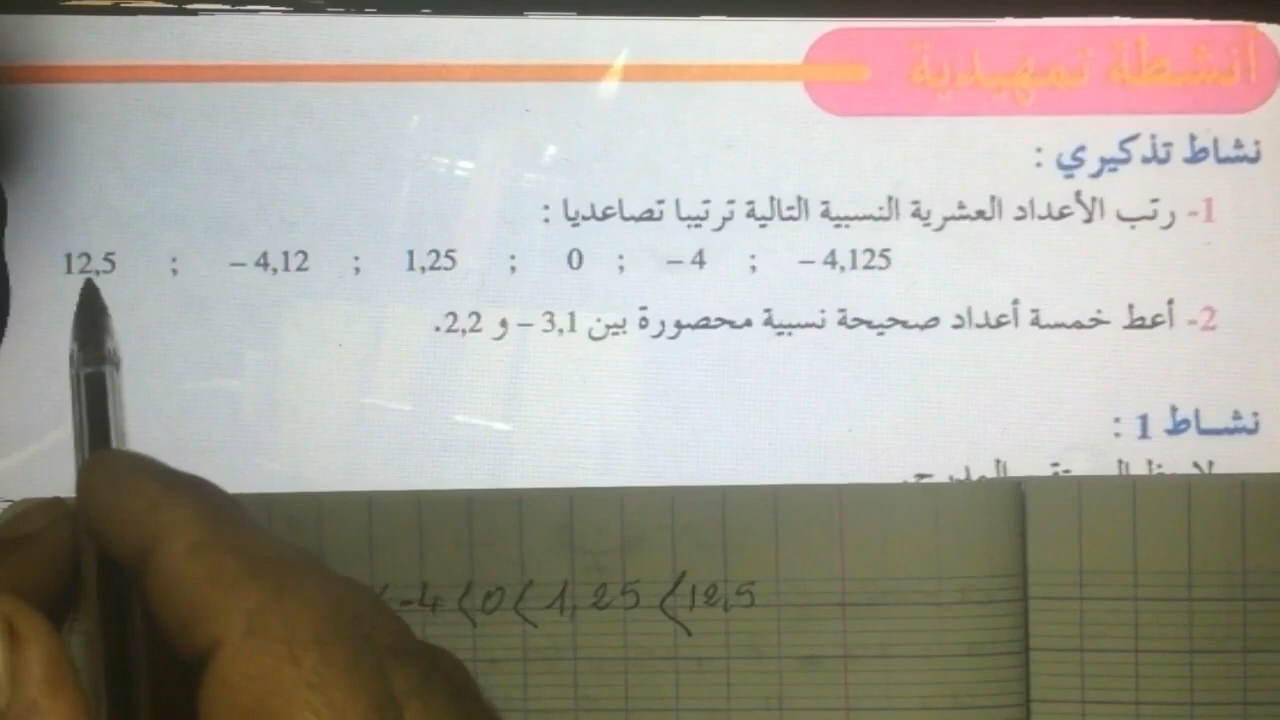 انشطة تمهيدية
نشاط تذكيري :
1- رتب الأعداد العشرية النسبية التالية ترتيبا تصاعديا :
12,5 ; – 4,12 ; 1,25 ; 0 ; – 4 ; – 4,125
2- أعط خمسة أعداد صحيحة نسبية محصورة بين 3,1 – و 2,2.
نشــاط 1 :
-4 < 0 < 1,25 < 12,5